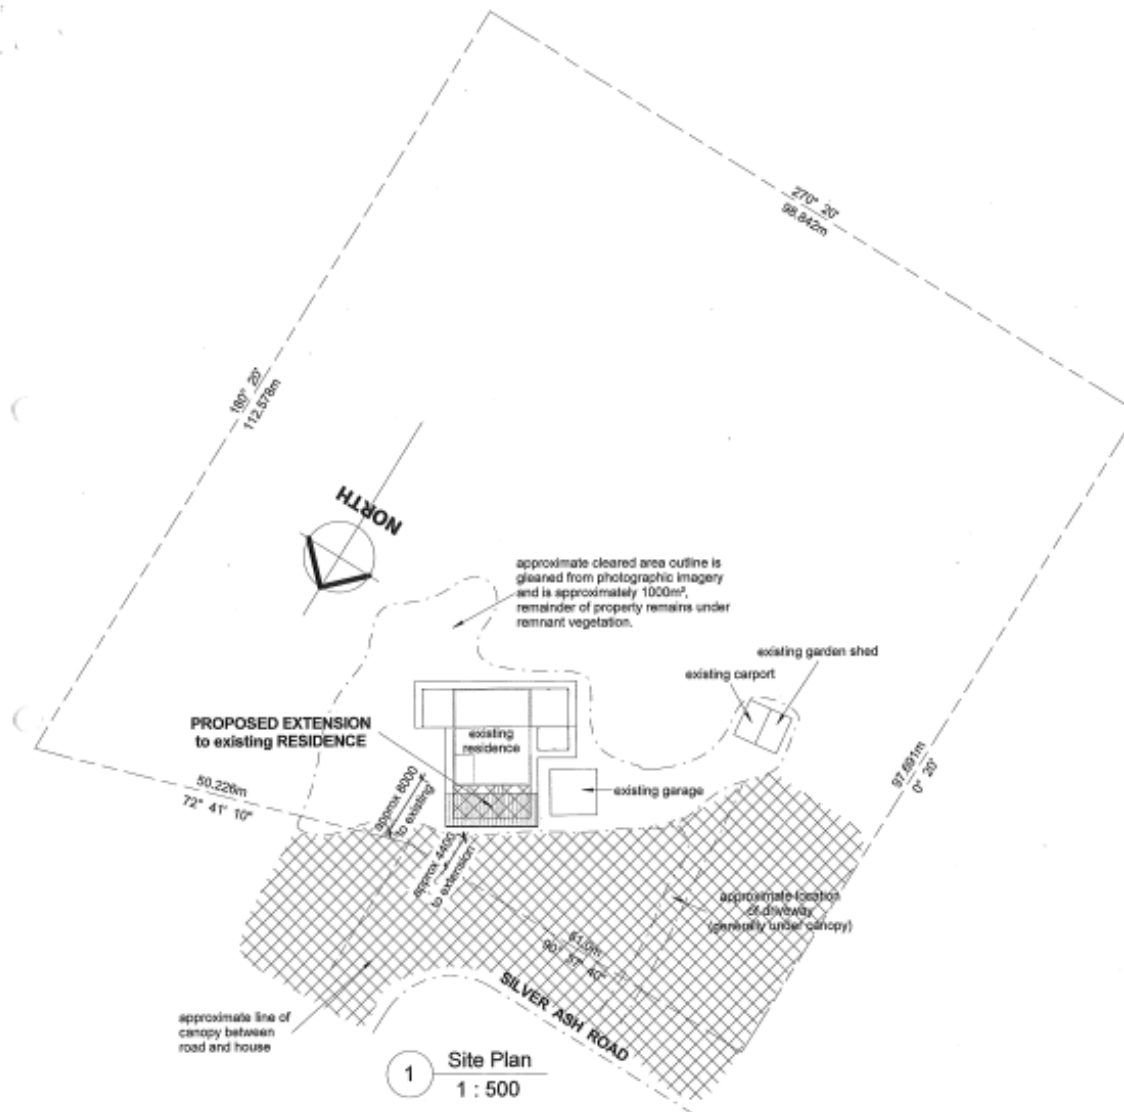 270° 20'
98.842m
180° 20'
112.578m
NORTH
approximate cleared area outline is
gleaned from photographic imagery
and is approximately 1000m²,
remainder of property remains under
remnant vegetation.
existing garden shed
existing carport
PROPOSED EXTENSION
to existing RESIDENCE
existing
residence
existing garage
97.691m
0° 20'
50.226m
72° 41' 10"
approx 8000
to existing
approx 4400
to extension
approximate location
of driveway
(generally under canopy)
51.0m
90° 57' 40"
SILVER ASH ROAD
approximate line of
canopy between
road and house
1
Site Plan
1 : 500